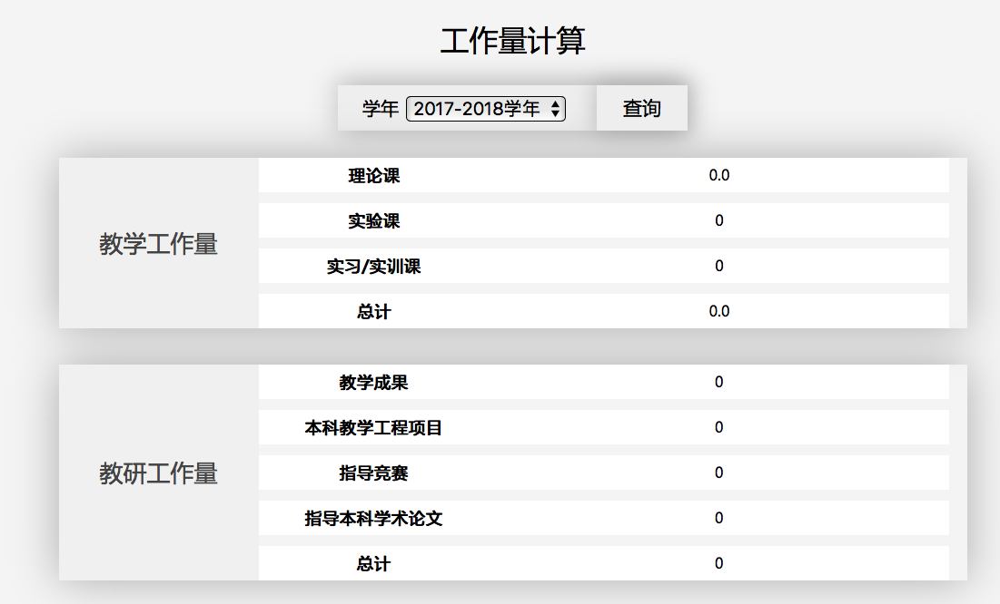 工作量计算
学年 2017-2018学年 查询
教学工作量
理论课 0.0
实验课 0
实习/实训课 0
总计 0.0
教研工作量
教学成果 0
本科教学工程项目 0
指导竞赛 0
指导本科学术论文 0
总计 0